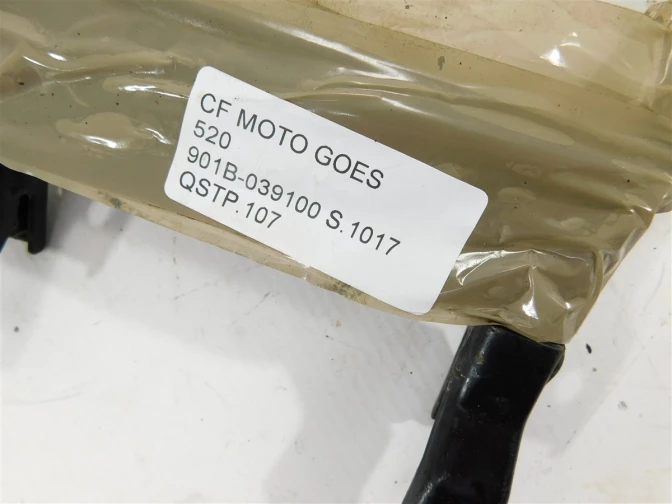 CF MOTO GOES
520
901B-039100 S.1017
QSTP.107